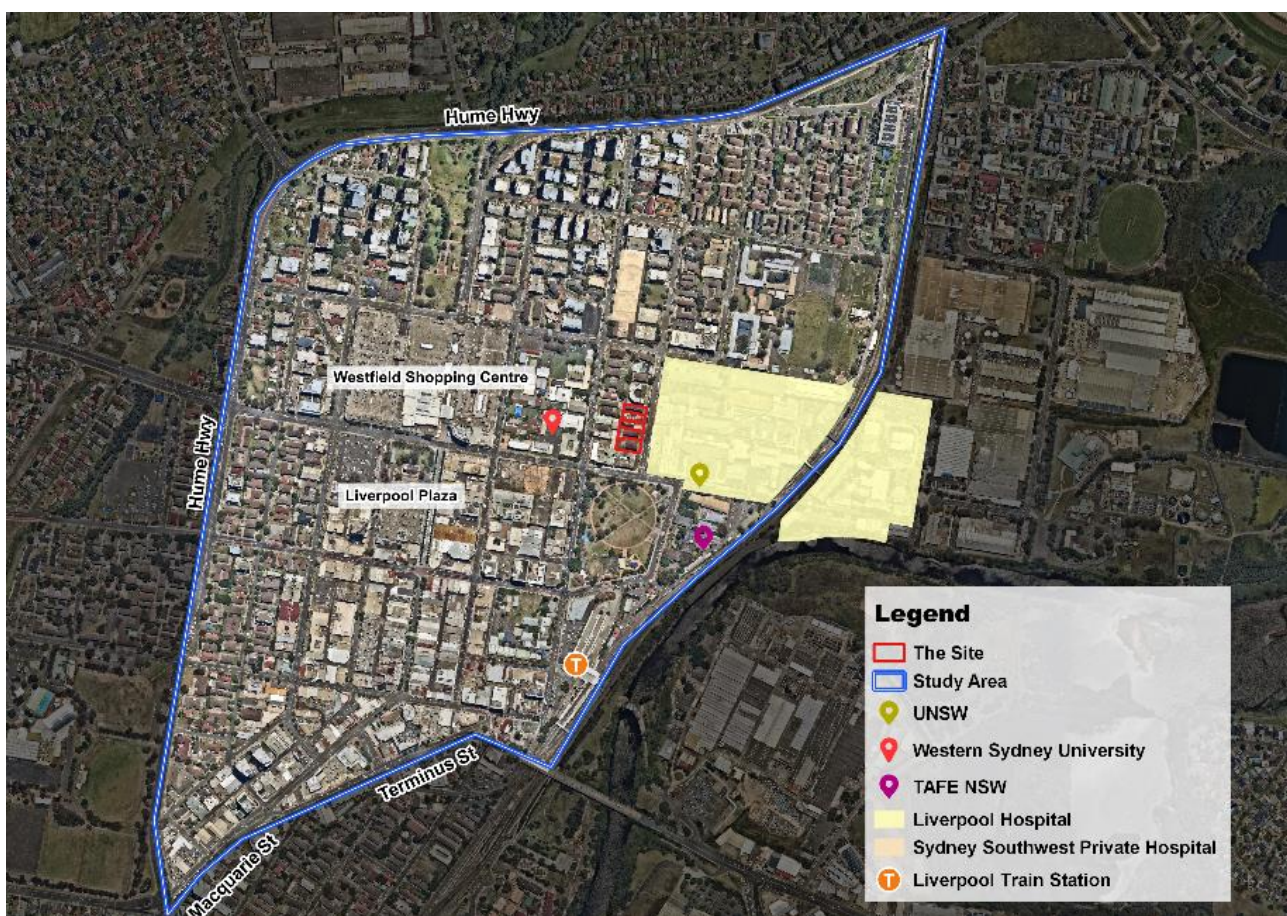 Hume Hwy
Westfield Shopping Centre
Hume Hwy
Liverpool Plaza
Terminus St
Macquarie St
Legend
The Site
Study Area
UNSW
Western Sydney University
TAFE NSW
Liverpool Hospital
Sydney Southwest Private Hospital
T
T Liverpool Train Station